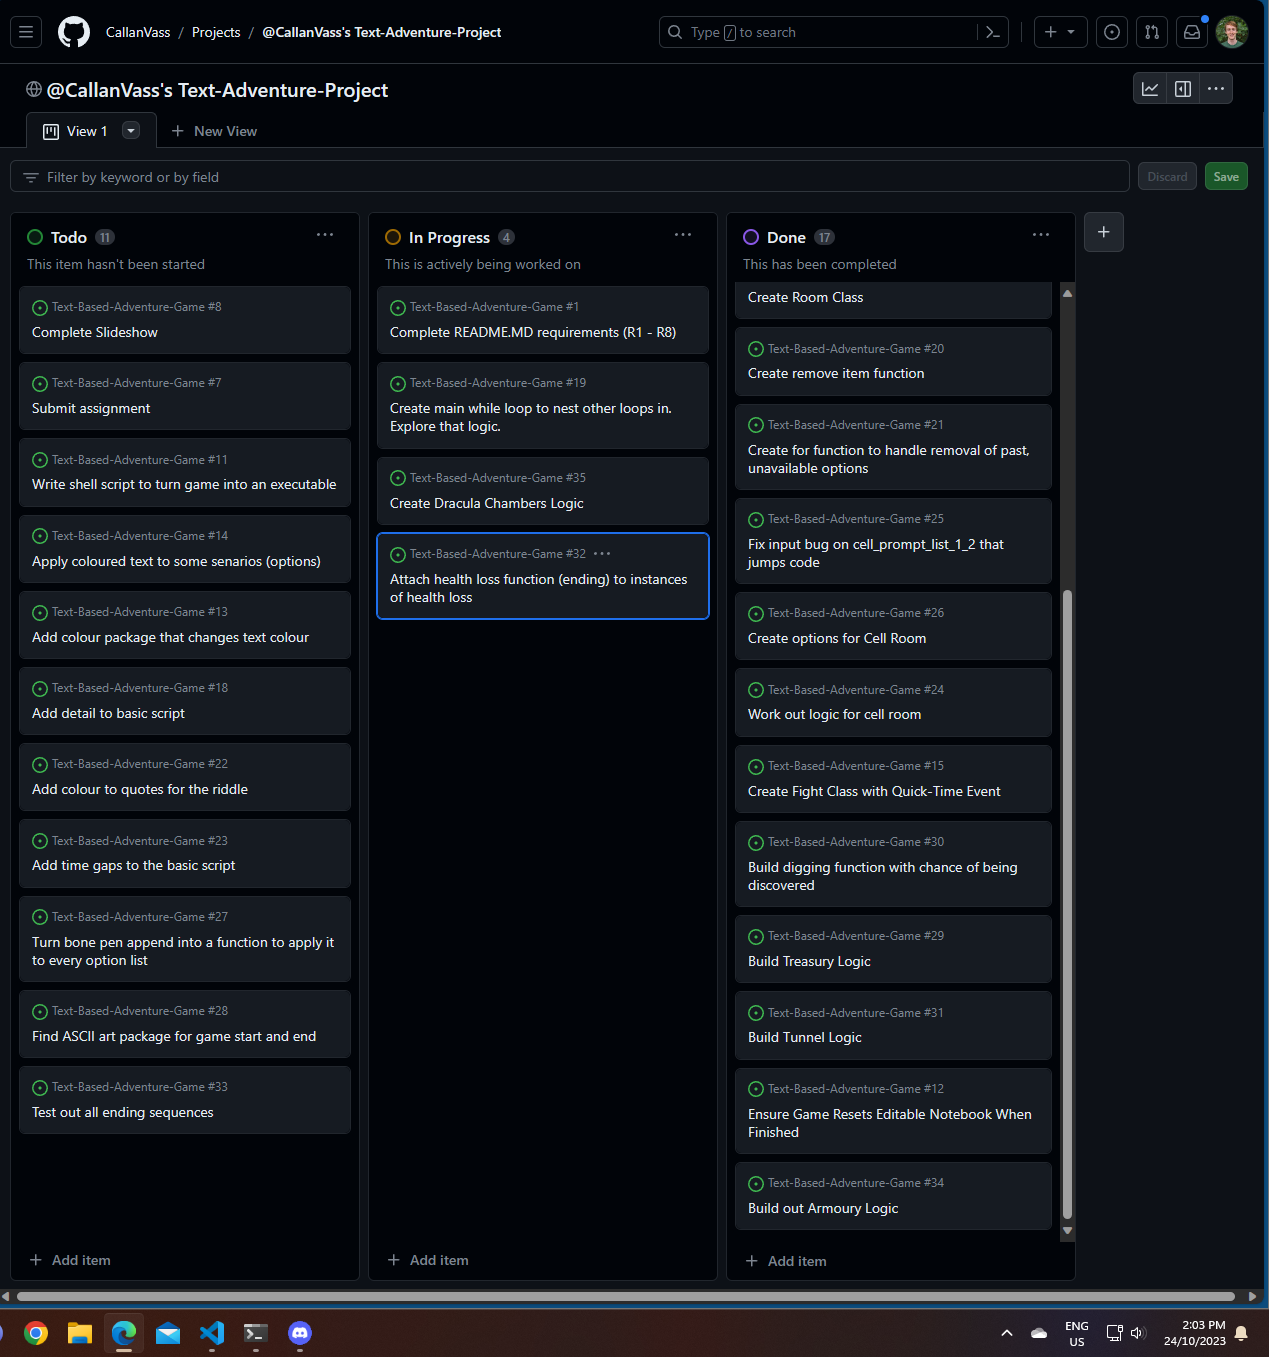 CallanVass / Projects / @CallanVass's Text-Adventure-Project
Type / to search
@CallanVass's Text-Adventure-Project
View 1
New View
Filter by keyword or by field
Discard
Save
Todo 11
This item hasn't been started
Text-Based-Adventure-Game #8
Complete Slideshow
Text-Based-Adventure-Game #7
Submit assignment
Text-Based-Adventure-Game #11
Write shell script to turn game into an executable
Text-Based-Adventure-Game #14
Apply coloured text to some senarios (options)
Text-Based-Adventure-Game #13
Add colour package that changes text colour
Text-Based-Adventure-Game #18
Add detail to basic script
Text-Based-Adventure-Game #22
Add colour to quotes for the riddle
Text-Based-Adventure-Game #23
Add time gaps to the basic script
Text-Based-Adventure-Game #27
Turn bone pen append into a function to apply it
to every option list
Text-Based-Adventure-Game #28
Find ASCII art package for game start and end
Text-Based-Adventure-Game #33
Test out all ending sequences
Add item
In Progress 4
This is actively being worked on
Text-Based-Adventure-Game #1
Complete README.MD requirements (R1 - R8)
Text-Based-Adventure-Game #19
Create main while loop to nest other loops in.
Explore that logic.
Text-Based-Adventure-Game #35
Create Dracula Chambers Logic
Text-Based-Adventure-Game #32
Attach health loss function (ending) to instances
of health loss
Add item
Done 17
This has been completed
Create Room Class
Text-Based-Adventure-Game #20
Create remove item function
Text-Based-Adventure-Game #21
Create for function to handle removal of past,
unavailable options
Text-Based-Adventure-Game #25
Fix input bug on cell_prompt_list_1_2 that
jumps code
Text-Based-Adventure-Game #26
Create options for Cell Room
Text-Based-Adventure-Game #24
Work out logic for cell room
Text-Based-Adventure-Game #15
Create Fight Class with Quick-Time Event
Text-Based-Adventure-Game #30
Build digging function with chance of being
discovered
Text-Based-Adventure-Game #29
Build Treasury Logic
Text-Based-Adventure-Game #31
Build Tunnel Logic
Text-Based-Adventure-Game #12
Ensure Game Resets Editable Notebook When
Finished
Text-Based-Adventure-Game #34
Build out Armoury Logic
Add item
ENG
US
2:03 PM
24/10/2023